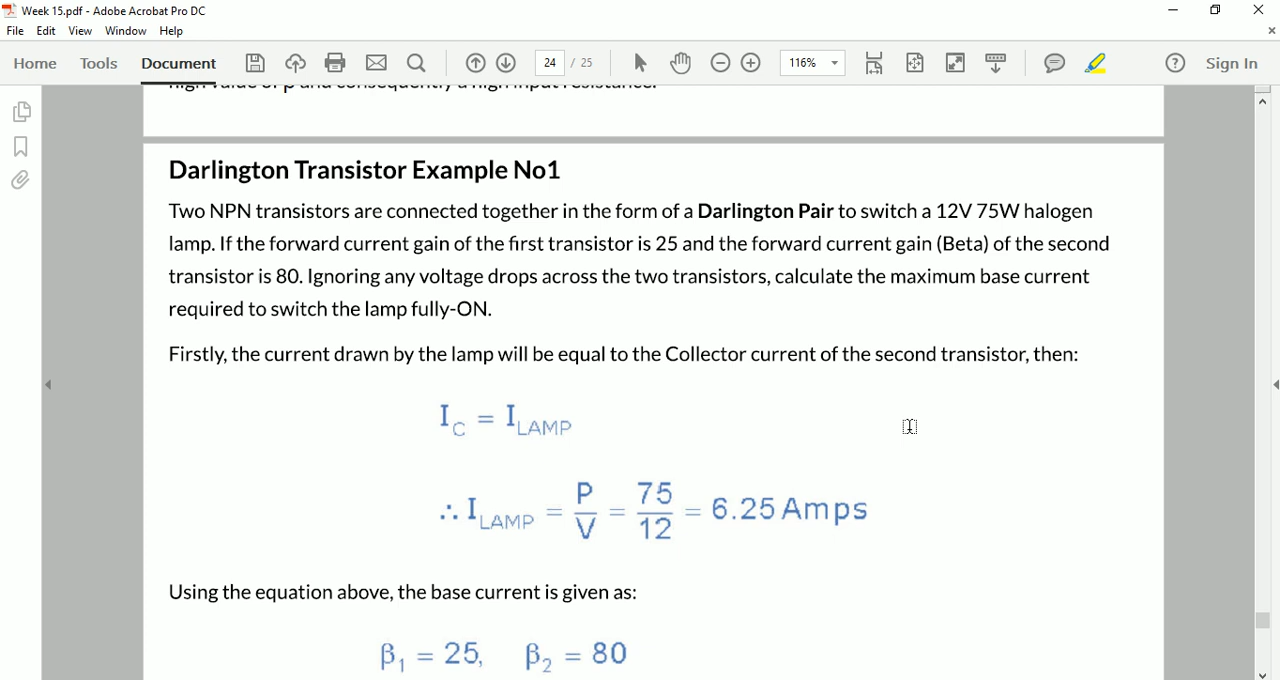 Week 15.pdf - Adobe Acrobat Pro DC
File Edit View Window Help
Home Tools Document 24 / 25 116% Sign In
Darlington Transistor Example No1
Two NPN transistors are connected together in the form of a Darlington Pair to switch a 12V 75W halogen
lamp. If the forward current gain of the first transistor is 25 and the forward current gain (Beta) of the second
transistor is 80. Ignoring any voltage drops across the two transistors, calculate the maximum base current
required to switch the lamp fully-ON.
Firstly, the current drawn by the lamp will be equal to the Collector current of the second transistor, then:
I_C = I_LAMP
∴ I_LAMP = P/V = 75/12 = 6.25 Amps
Using the equation above, the base current is given as:
β₁ = 25, β₂ = 80